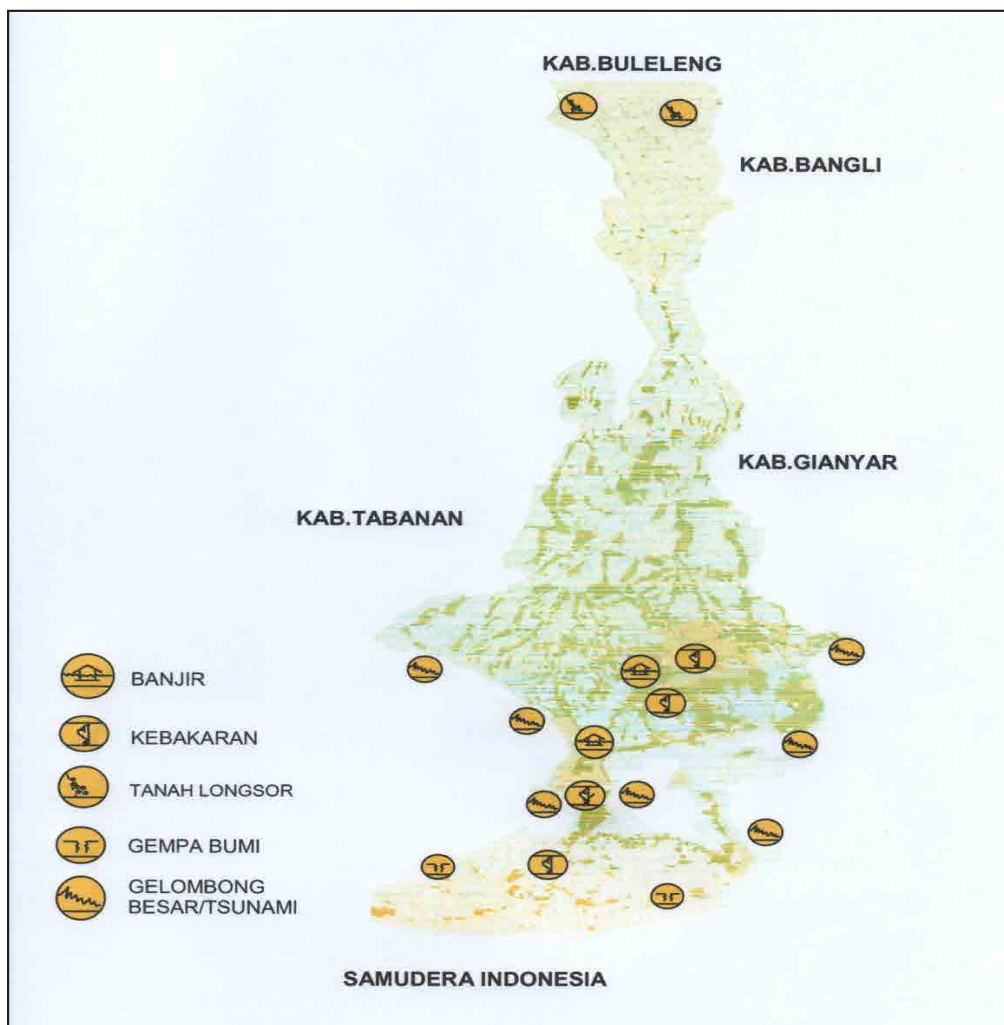 KAB.BULELENG
KAB.BANGLI
KAB.GIANYAR
KAB.TABANAN
BANJIR
KEBAKARAN
TANAH LONGSOR
GEMPA BUMI
GELOMBONG
BESAR/TSUNAMI
SAMUDERA INDONESIA